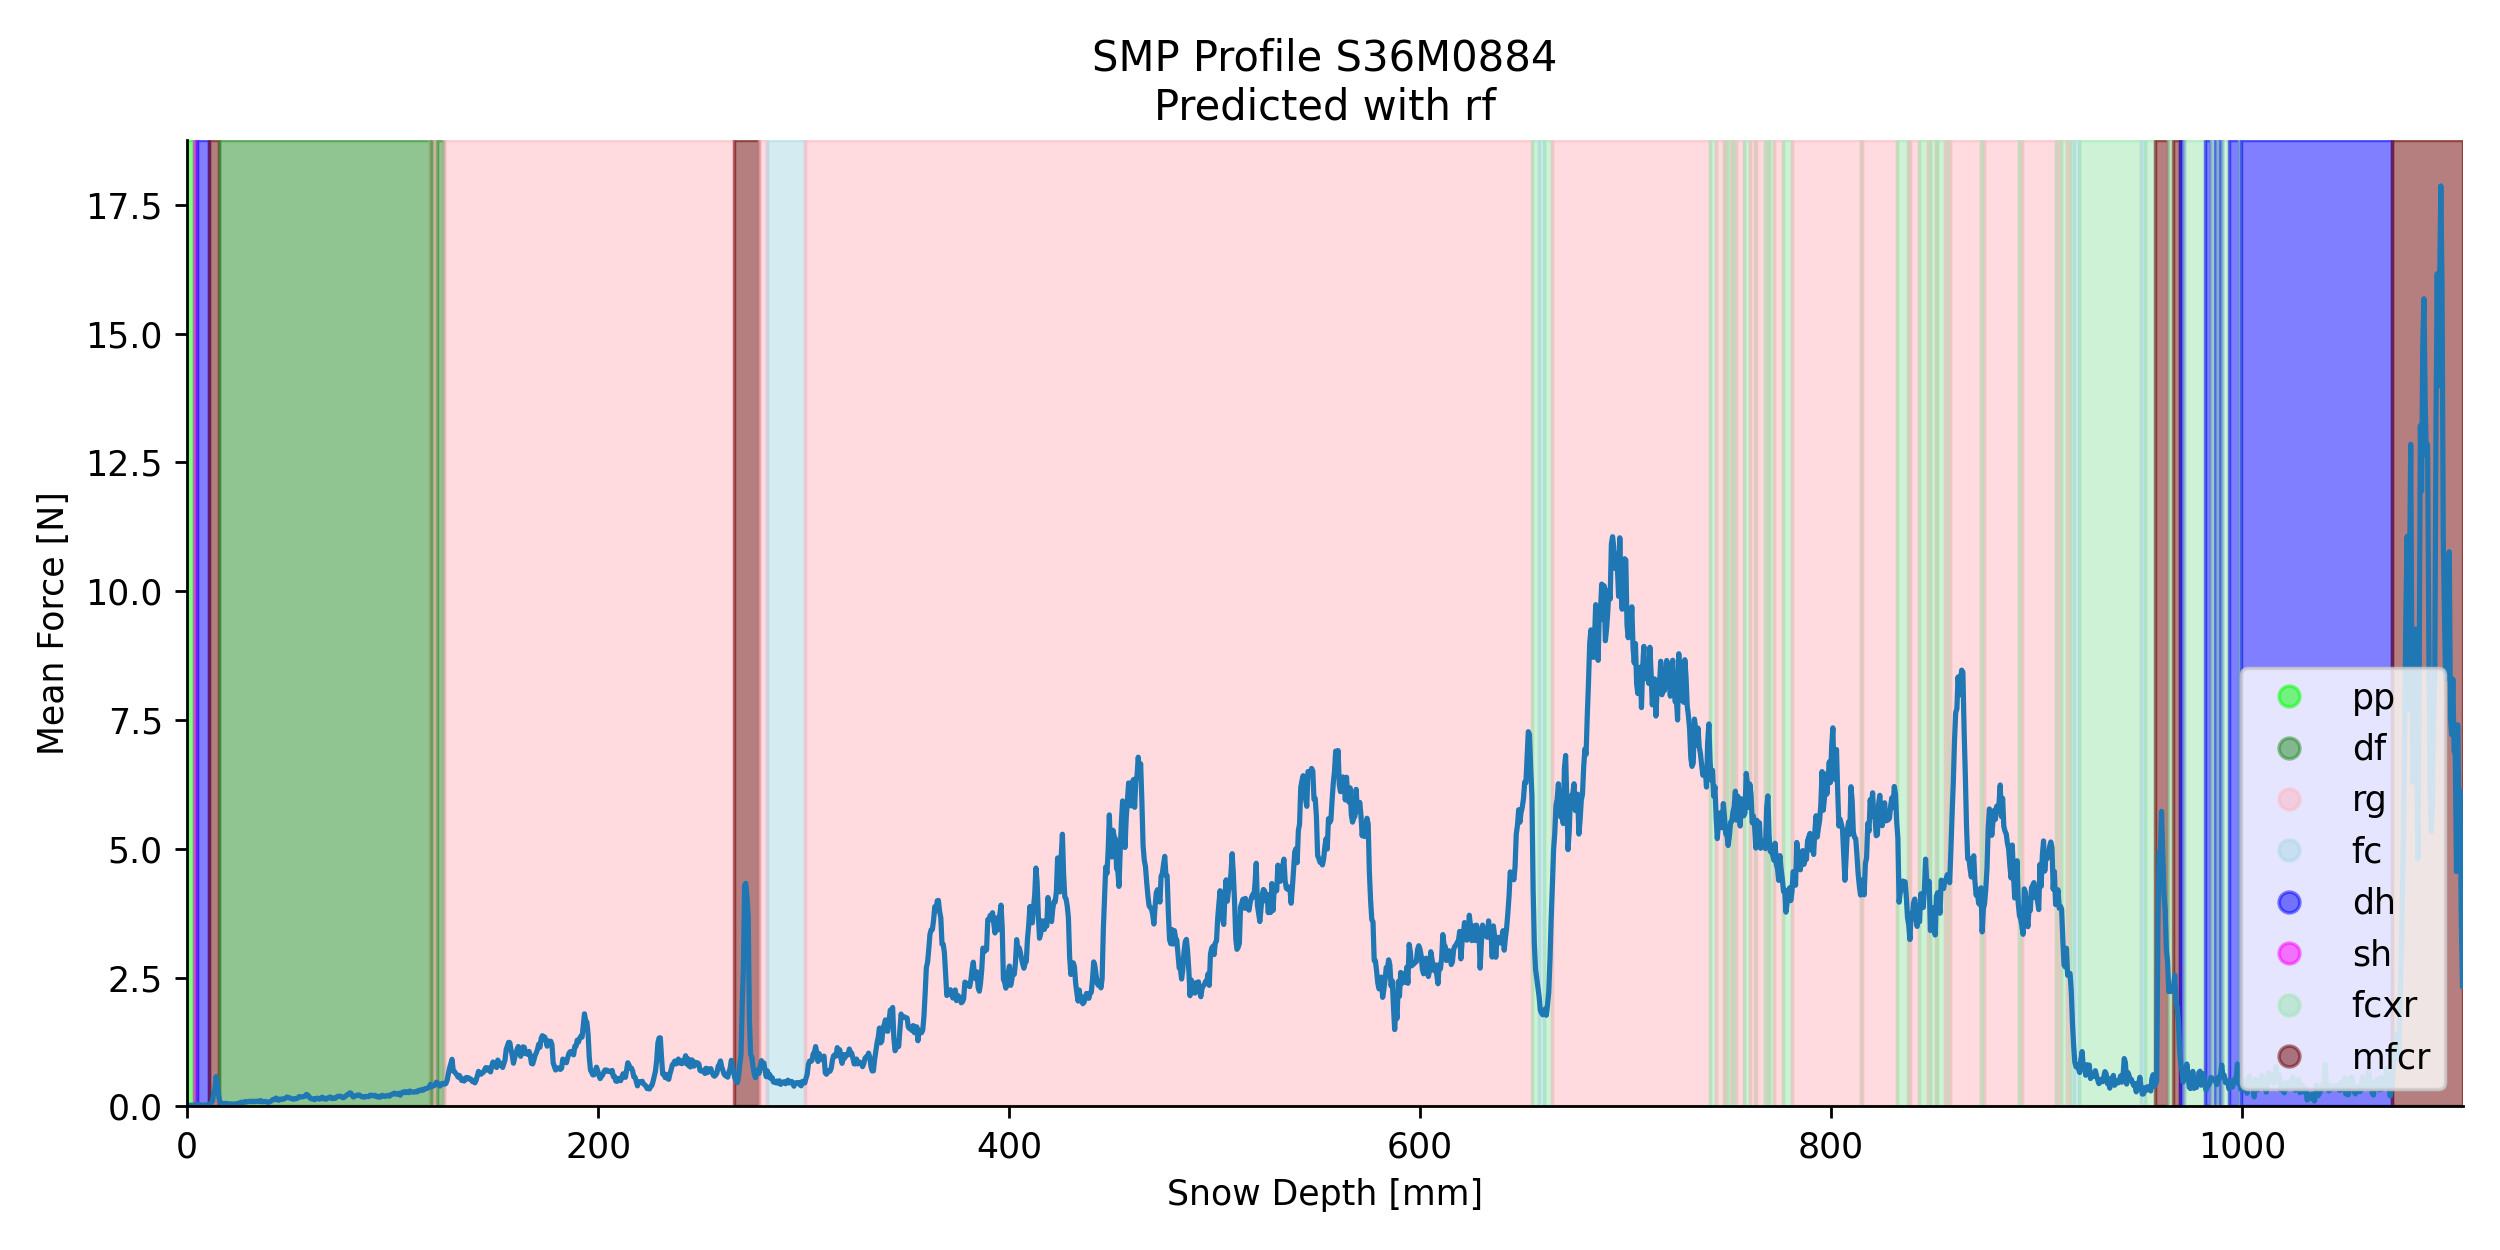 SMP Profile S36M0884
Predicted with rf
Mean Force [N]
17.5
15.0
12.5
10.0
7.5
5.0
2.5
0.0
0
200
400
600
800
1000
Snow Depth [mm]
pp
df
rg
fc
dh
sh
fcxr
mfcr